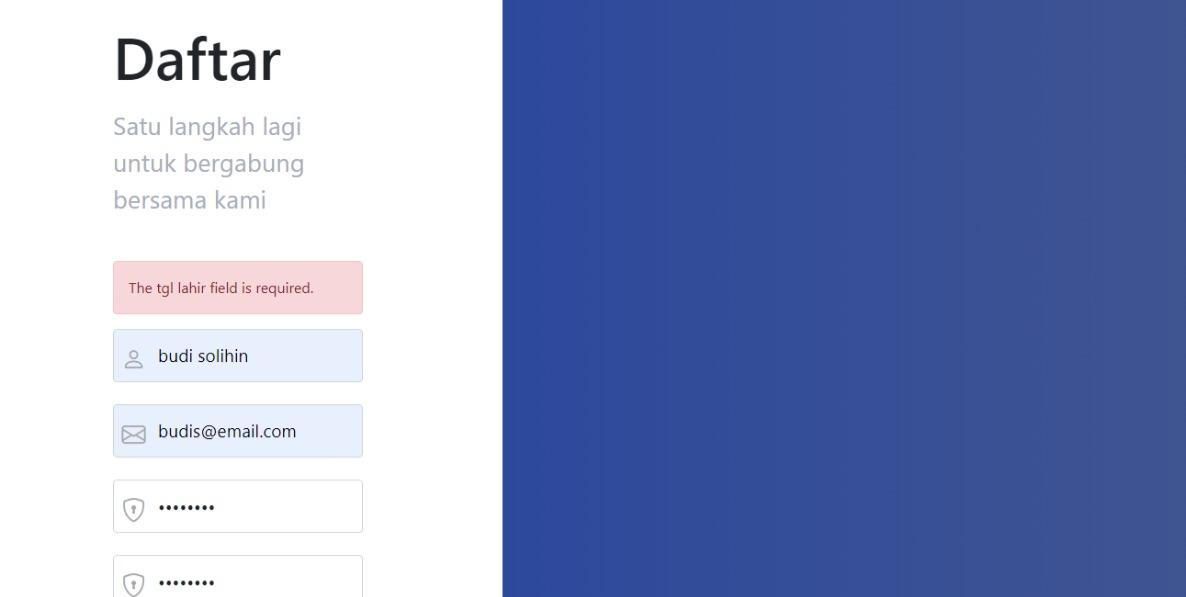 Daftar
Satu langkah lagi
untuk bergabung
bersama kami
The tgl lahir field is required.
budi solihin
budis@email.com
••••••••
••••••••